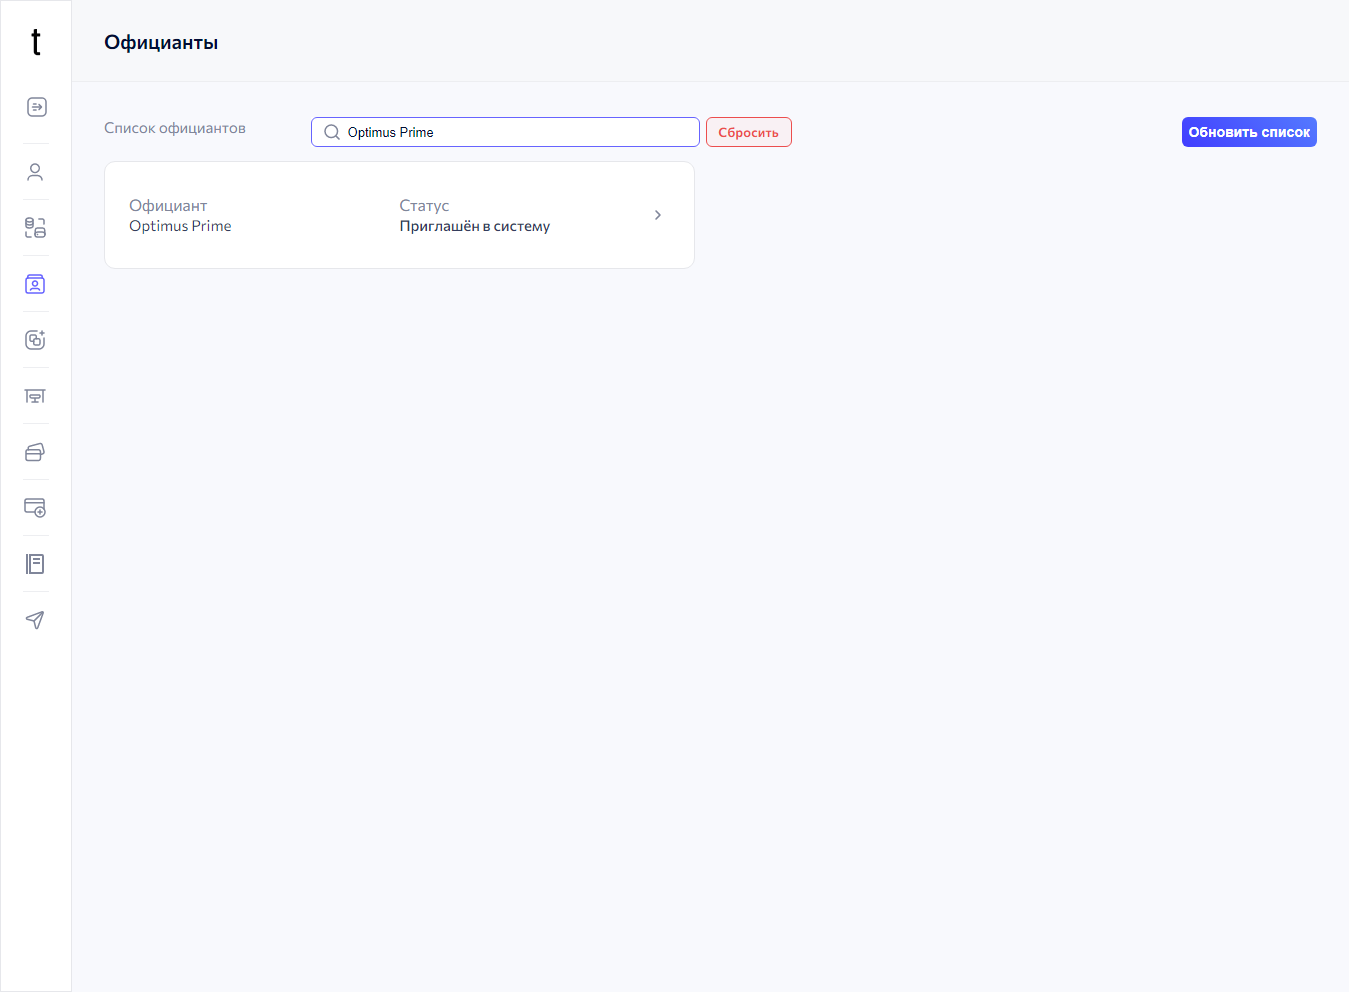 t
Официанты
Список официантов
Optimus Prime
Сбросить
Обновить список
Официант
Optimus Prime
Статус
Приглашён в систему